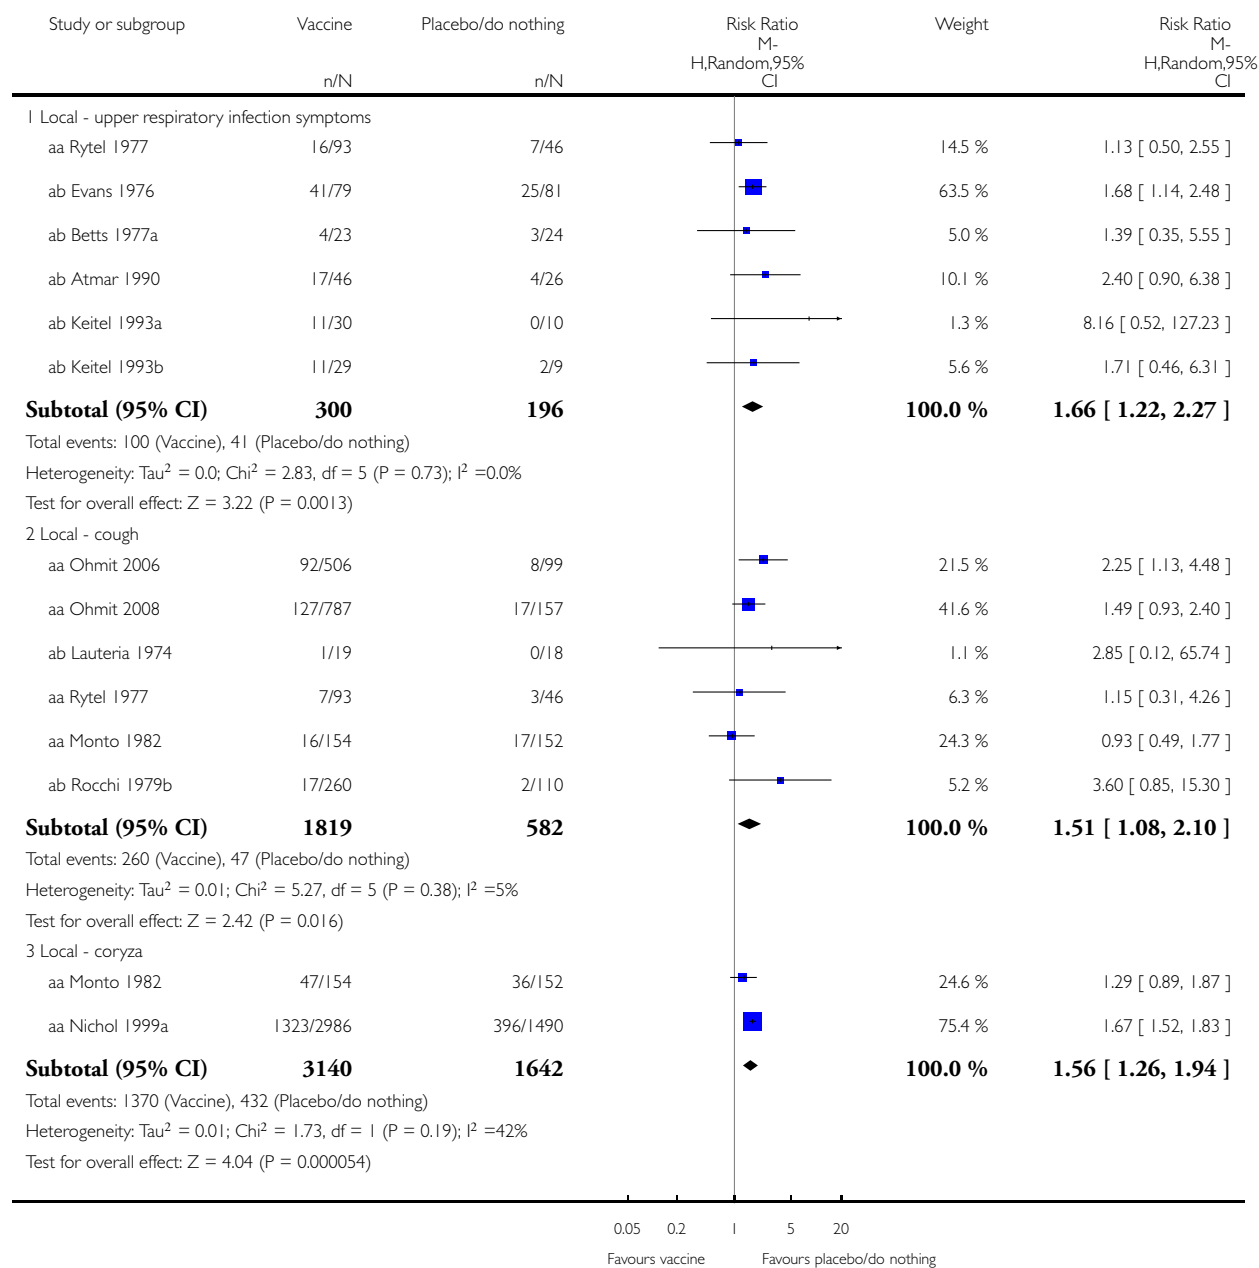 Study or subgroup Vaccine Placebo/do nothing Risk Ratio Weight Risk Ratio
M- M-
H,Random,95% H,Random,95%
n/N n/N CI CI
1 Local - upper respiratory infection symptoms
aa Rytel 1977 16/93 7/46 14.5 % 1.13 [ 0.50, 2.55 ]
ab Evans 1976 41/79 25/81 63.5 % 1.68 [ 1.14, 2.48 ]
ab Betts 1977a 4/23 3/24 5.0 % 1.39 [ 0.35, 5.55 ]
ab Atmar 1990 17/46 4/26 10.1 % 2.40 [ 0.90, 6.38 ]
ab Keitel 1993a 11/30 0/10 1.3 % 8.16 [ 0.52, 127.23 ]
ab Keitel 1993b 11/29 2/9 5.6 % 1.71 [ 0.46, 6.31 ]
Subtotal (95% CI) 300 196 100.0 % 1.66 [ 1.22, 2.27 ]
Total events: 100 (Vaccine), 41 (Placebo/do nothing)
Heterogeneity: Tau² = 0.0; Chi² = 2.83, df = 5 (P = 0.73); I² =0.0%
Test for overall effect: Z = 3.22 (P = 0.0013)
2 Local - cough
aa Ohmit 2006 92/506 8/99 21.5 % 2.25 [ 1.13, 4.48 ]
aa Ohmit 2008 127/787 17/157 41.6 % 1.49 [ 0.93, 2.40 ]
ab Lauteria 1974 1/19 0/18 1.1 % 2.85 [ 0.12, 65.74 ]
aa Rytel 1977 7/93 3/46 6.3 % 1.15 [ 0.31, 4.26 ]
aa Monto 1982 16/154 17/152 24.3 % 0.93 [ 0.49, 1.77 ]
ab Rocchi 1979b 17/260 2/110 5.2 % 3.60 [ 0.85, 15.30 ]
Subtotal (95% CI) 1819 582 100.0 % 1.51 [ 1.08, 2.10 ]
Total events: 260 (Vaccine), 47 (Placebo/do nothing)
Heterogeneity: Tau² = 0.01; Chi² = 5.27, df = 5 (P = 0.38); I² =5%
Test for overall effect: Z = 2.42 (P = 0.016)
3 Local - coryza
aa Monto 1982 47/154 36/152 24.6 % 1.29 [ 0.89, 1.87 ]
aa Nichol 1999a 1323/2986 396/1490 75.4 % 1.67 [ 1.52, 1.83 ]
Subtotal (95% CI) 3140 1642 100.0 % 1.56 [ 1.26, 1.94 ]
Total events: 1370 (Vaccine), 432 (Placebo/do nothing)
Heterogeneity: Tau² = 0.01; Chi² = 1.73, df = 1 (P = 0.19); I² =42%
Test for overall effect: Z = 4.04 (P = 0.000054)
0.05 0.2 1 5 20
Favours vaccine Favours placebo/do nothing